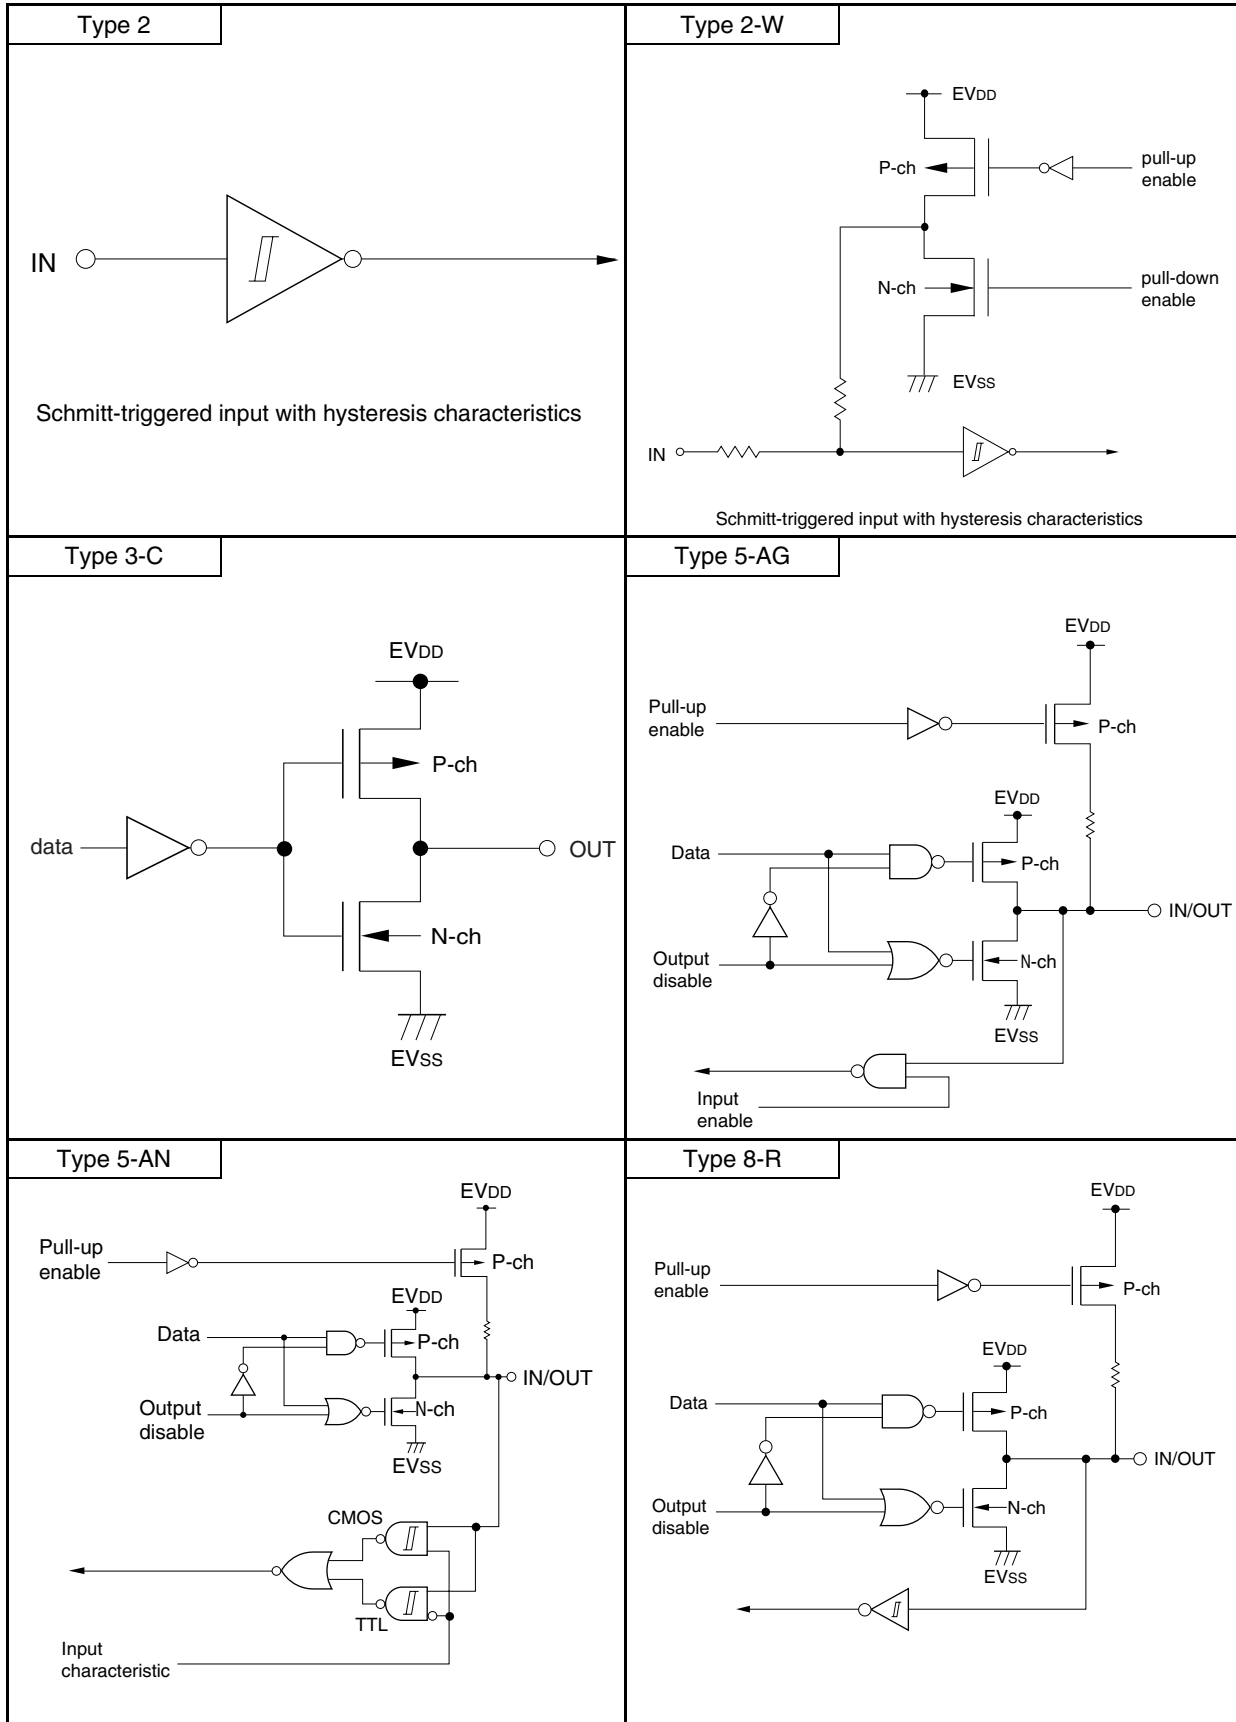 Type 2
IN
Schmitt-triggered input with hysteresis characteristics
Type 2-W
EVDD
P-ch
pull-up
enable
N-ch
pull-down
enable
EVSS
IN
Schmitt-triggered input with hysteresis characteristics
Type 3-C
EVDD
P-ch
data
OUT
N-ch
EVSS
Type 5-AG
EVDD
Pull-up
enable
P-ch
EVDD
Data
P-ch
IN/OUT
Output
disable
N-ch
EVSS
Input
enable
Type 5-AN
EVDD
Pull-up
enable
P-ch
EVDD
Data
P-ch
IN/OUT
Output
disable
N-ch
EVSS
CMOS
TTL
Input
characteristic
Type 8-R
EVDD
Pull-up
enable
P-ch
EVDD
Data
P-ch
IN/OUT
Output
disable
N-ch
EVSS